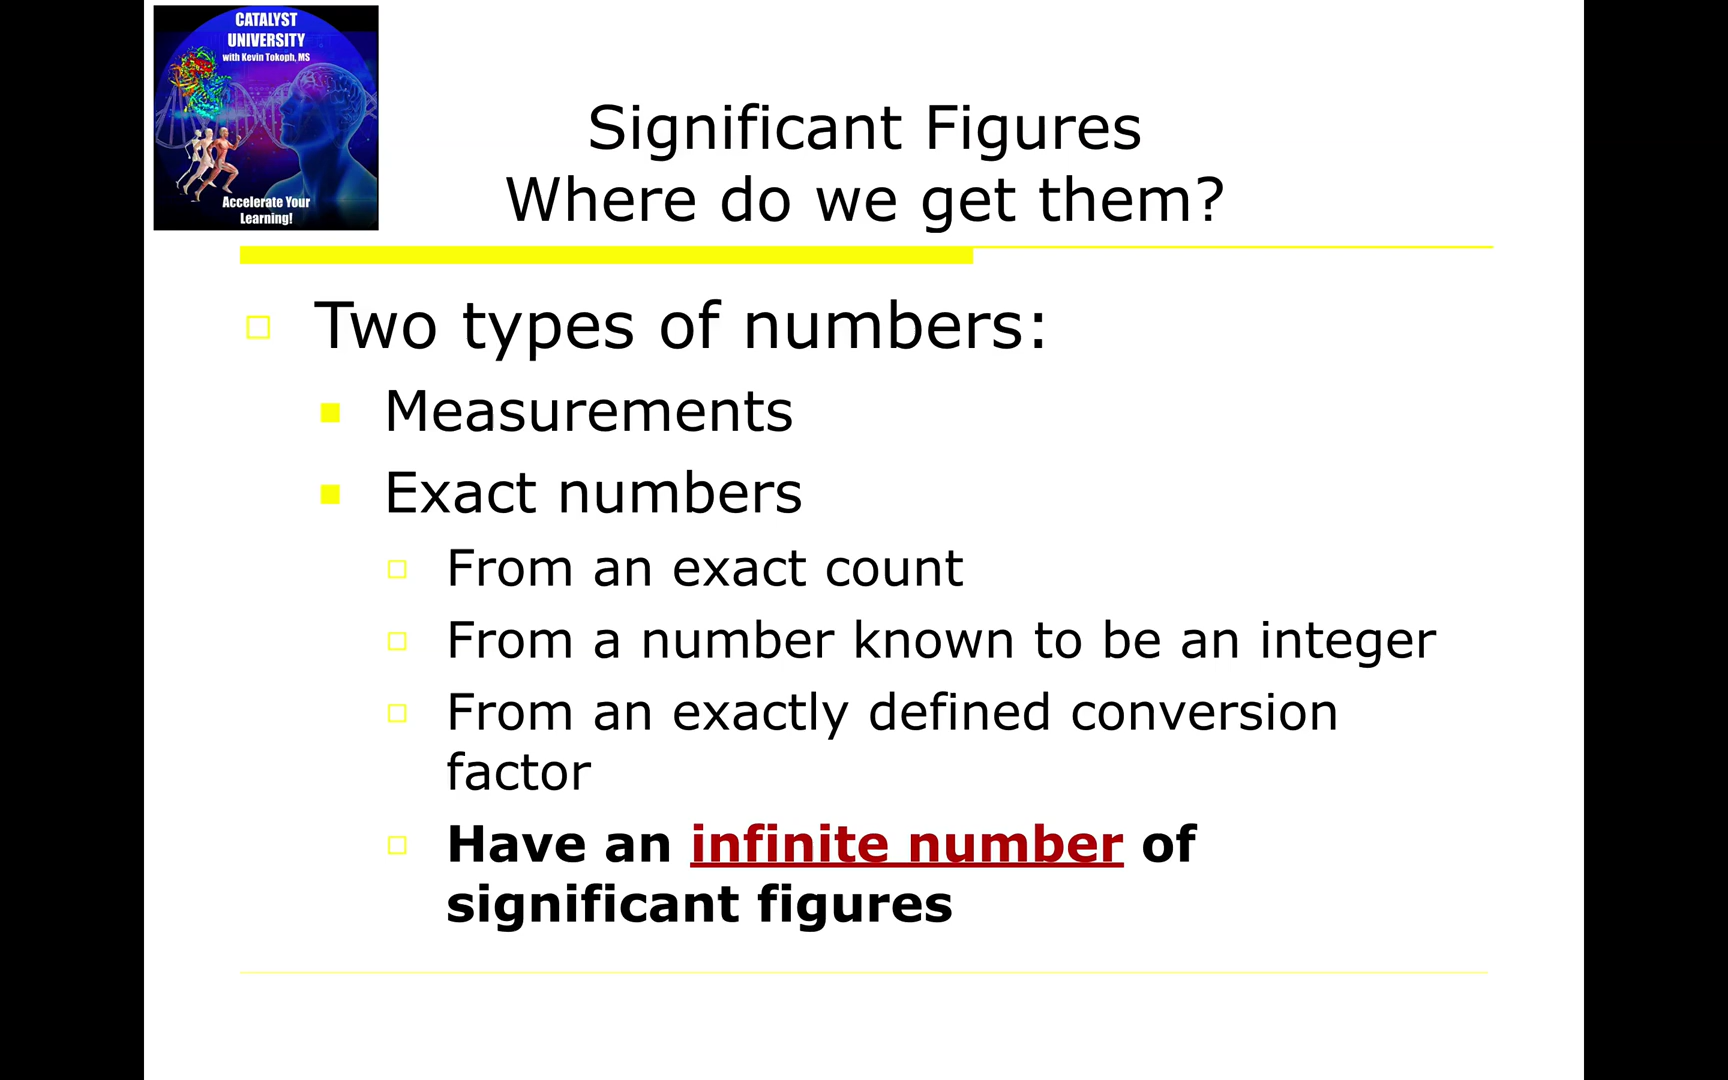 CATALYST
UNIVERSITY
with Kevin Tokoph, MS
Accelerate Your
Learning!
Significant Figures
Where do we get them?
Two types of numbers:
Measurements
Exact numbers
From an exact count
From a number known to be an integer
From an exactly defined conversion
factor
Have an infinite number of
significant figures